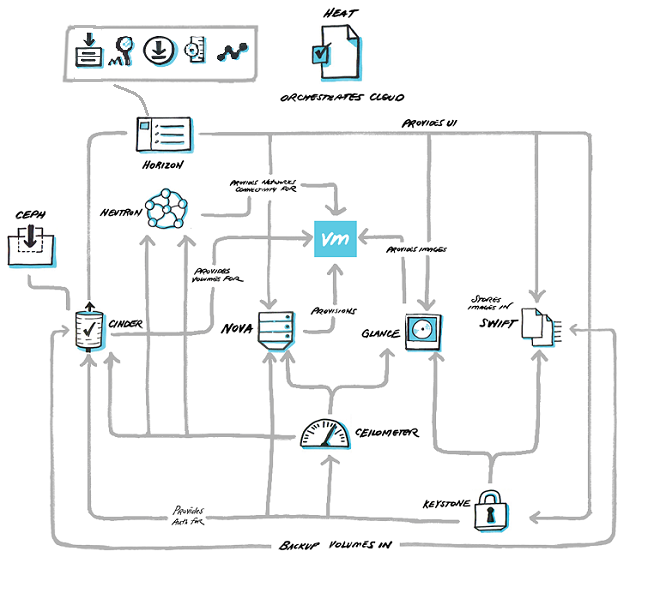 HEAT
ORCHESTRATES CLOUD
PROVIDES UI
HORIZON
PROVIDES NETWORKS
CONNECTIVITY FOR
NEUTRON
CEPH
vm
PROVIDES IMAGES
PROVIDES
VOLUMES FOR
STORES
IMAGES IN
SWIFT
CINDER
NOVA
PROVISIONS
GLANCE
CEILOMETER
KEYSTONE
PROVIDES
AUTH FOR
BACKUP VOLUMES IN